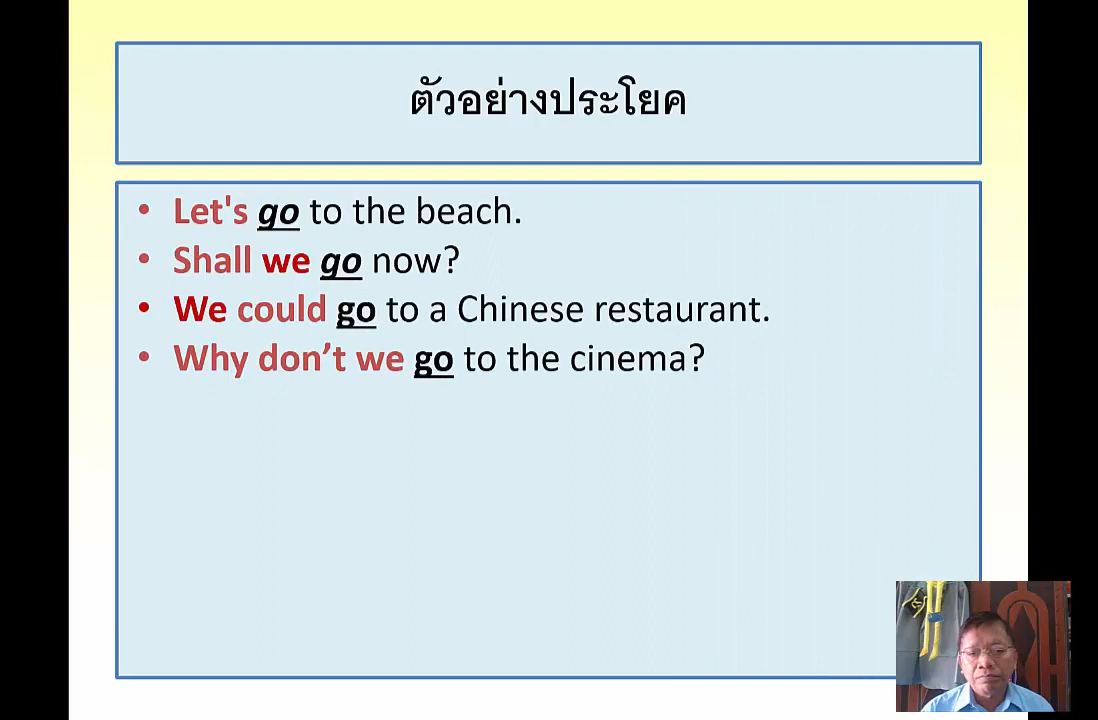 ตัวอย่างประโยค
• Let's go to the beach.
• Shall we go now?
• We could go to a Chinese restaurant.
• Why don’t we go to the cinema?